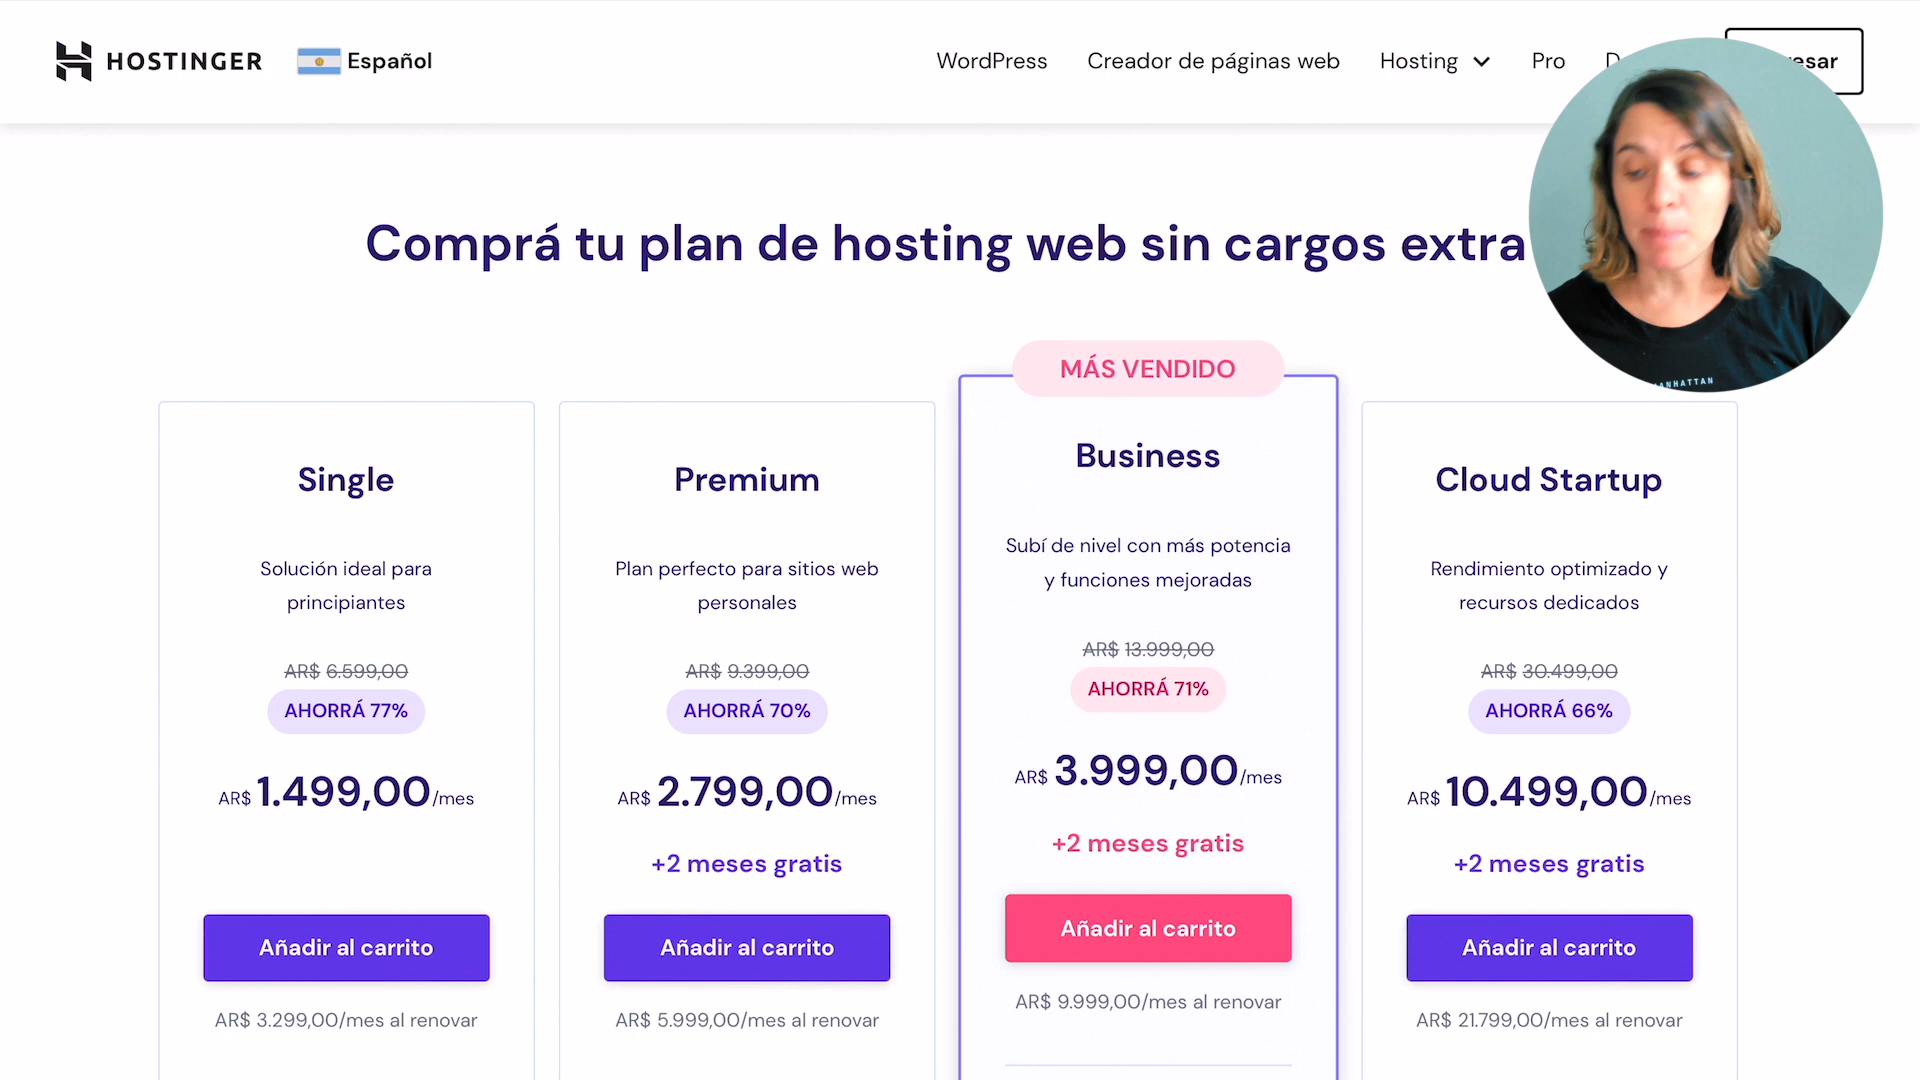 HOSTINGER
Español
WordPress
Creador de páginas web
Hosting
Pro
Comprá tu plan de hosting web sin cargos extra
Single
Solución ideal para
principiantes
AR$ 6.599,00
AHORRÁ 77%
AR$ 1.499,00/mes
Añadir al carrito
AR$ 3.299,00/mes al renovar
Premium
Plan perfecto para sitios web
personales
AR$ 9.399,00
AHORRÁ 70%
AR$ 2.799,00/mes
+2 meses gratis
Añadir al carrito
AR$ 5.999,00/mes al renovar
MÁS VENDIDO
Business
Subí de nivel con más potencia
y funciones mejoradas
AR$ 13.999,00
AHORRÁ 71%
AR$ 3.999,00/mes
+2 meses gratis
Añadir al carrito
AR$ 9.999,00/mes al renovar
Cloud Startup
Rendimiento optimizado y
recursos dedicados
AR$ 30.499,00
AHORRÁ 66%
AR$ 10.499,00/mes
+2 meses gratis
Añadir al carrito
AR$ 21.799,00/mes al renovar